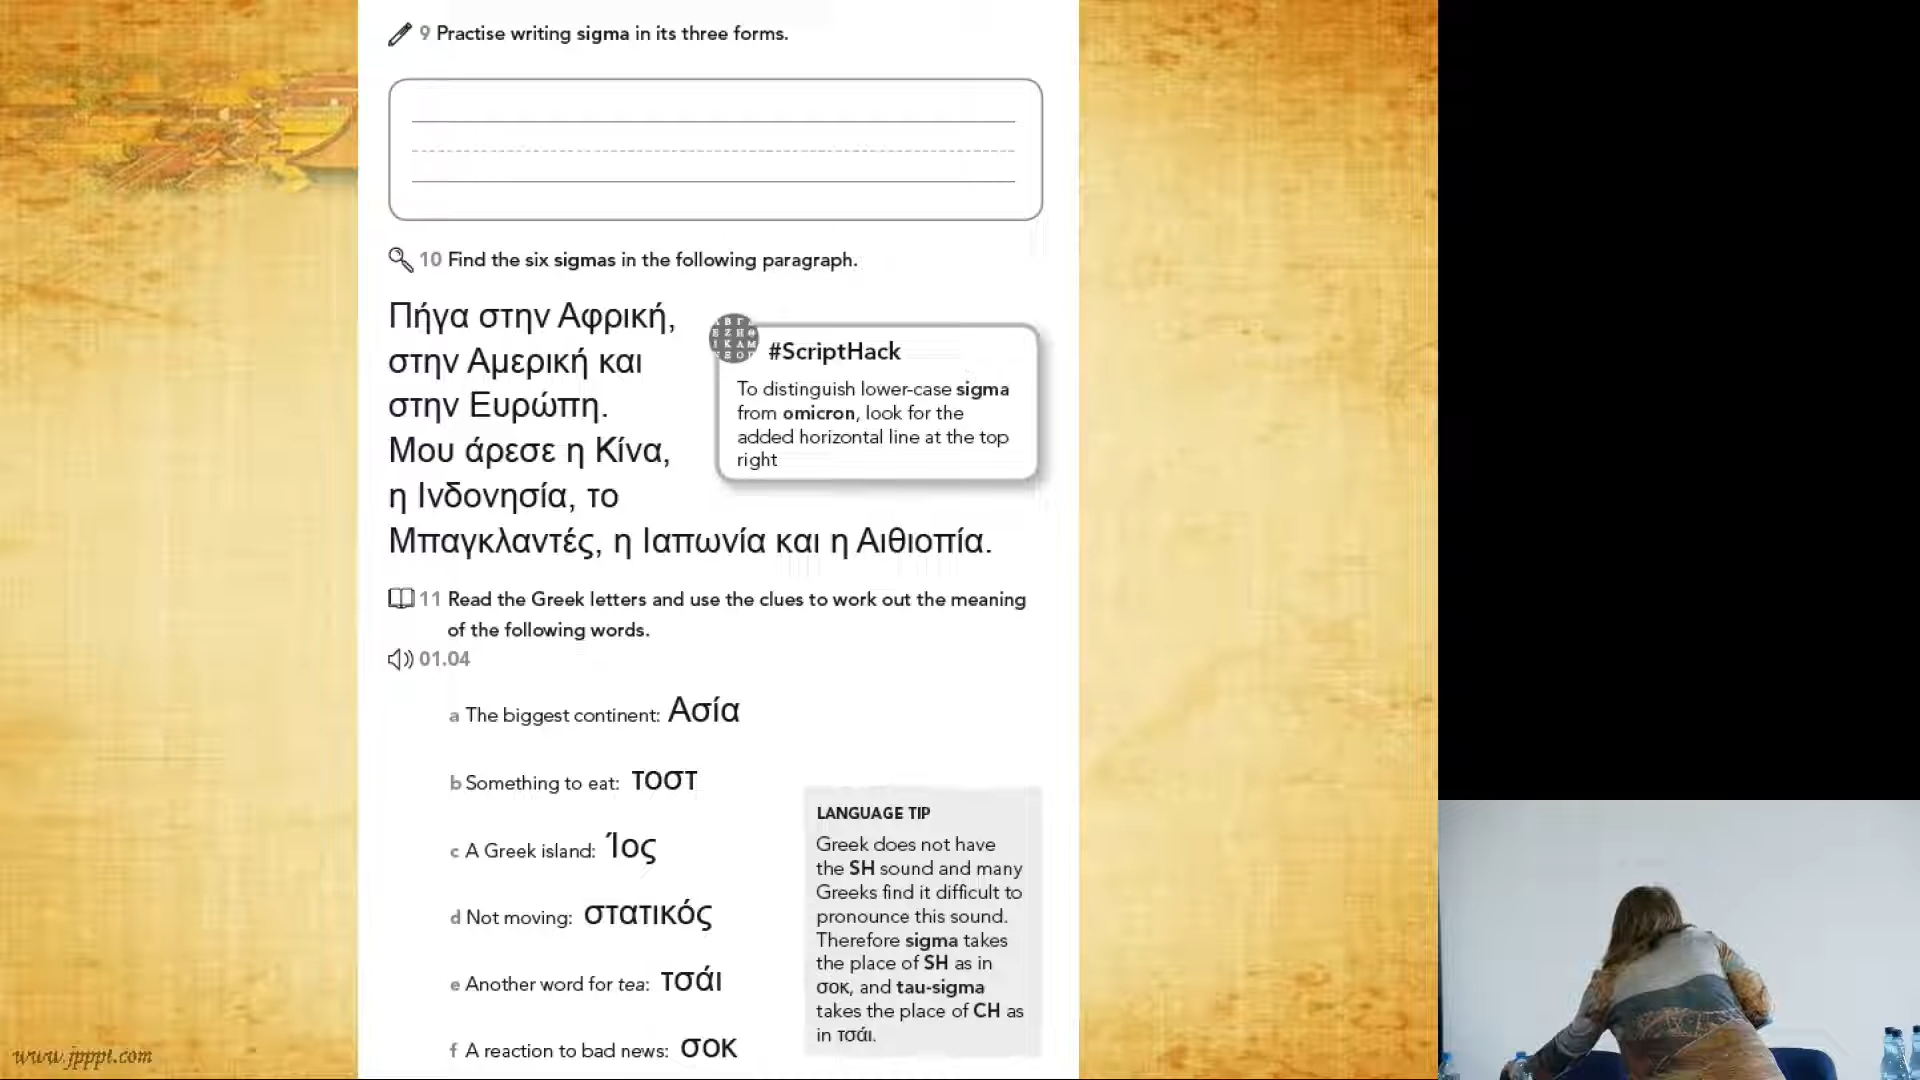 9 Practise writing sigma in its three forms.
10 Find the six sigmas in the following paragraph.
Πήγα στην Αφρική,
στην Αμερική και
στην Ευρώπη.
Μου άρεσε η Κίνα,
η Ινδονησία, το
Μπαγκλαντές, η Ιαπωνία και η Αιθιοπία.
#ScriptHack
To distinguish lower-case sigma
from omicron, look for the
added horizontal line at the top
right
11 Read the Greek letters and use the clues to work out the meaning
of the following words.
01.04
a The biggest continent: Ασία
b Something to eat: τοστ
c A Greek island: Ίος
d Not moving: στατικός
e Another word for tea: τσάι
f A reaction to bad news: σοκ
LANGUAGE TIP
Greek does not have
the SH sound and many
Greeks find it difficult to
pronounce this sound.
Therefore sigma takes
the place of SH as in
σοκ, and tau-sigma
takes the place of CH as
in τσάι.
www.jpppt.com